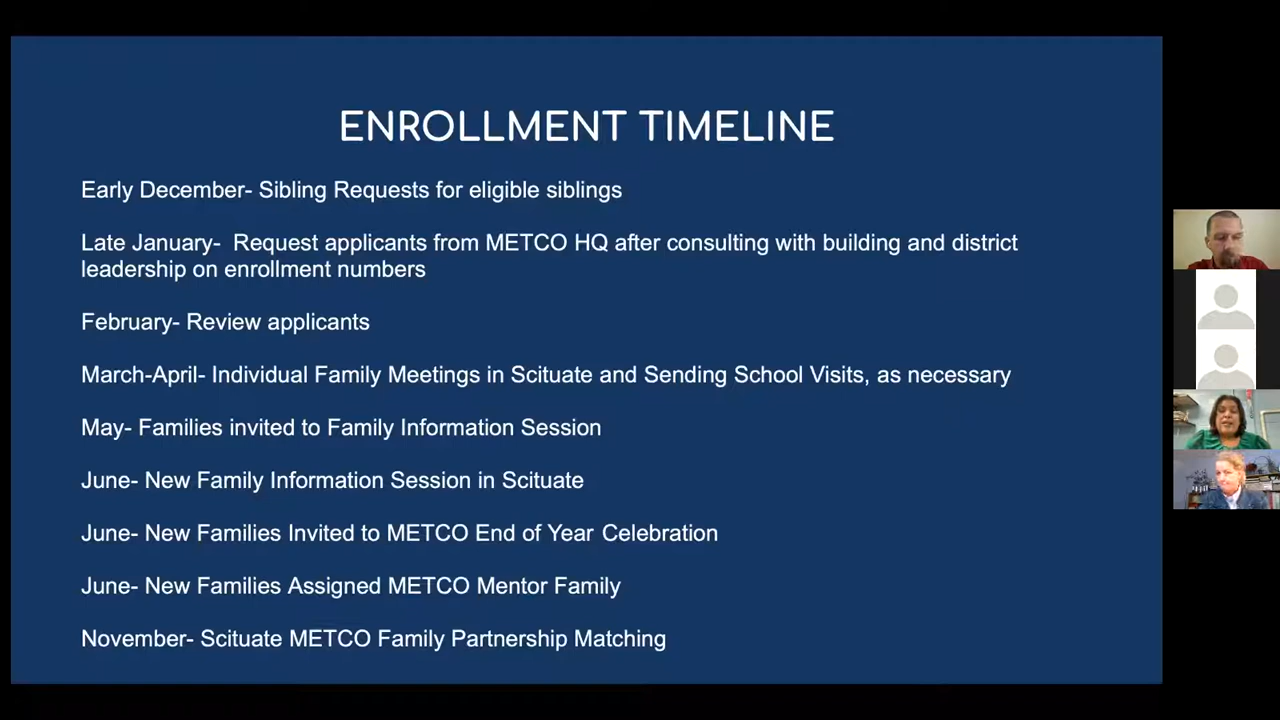 ENROLLMENT TIMELINE
Early December- Sibling Requests for eligible siblings
Late January-  Request applicants from METCO HQ after consulting with building and district
leadership on enrollment numbers
February- Review applicants
March-April- Individual Family Meetings in Scituate and Sending School Visits, as necessary
May- Families invited to Family Information Session
June- New Family Information Session in Scituate
June- New Families Invited to METCO End of Year Celebration
June- New Families Assigned METCO Mentor Family
November- Scituate METCO Family Partnership Matching